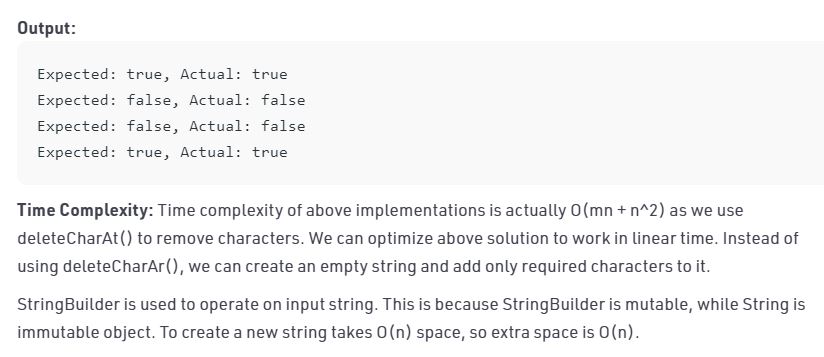 Output:
Expected: true, Actual: true
Expected: false, Actual: false
Expected: false, Actual: false
Expected: true, Actual: true
Time Complexity: Time complexity of above implementations is actually O(mn + n^2) as we use
deleteCharAt() to remove characters. We can optimize above solution to work in linear time. Instead of
using deleteCharAr(), we can create an empty string and add only required characters to it.
StringBuilder is used to operate on input string. This is because StringBuilder is mutable, while String is
immutable object. To create a new string takes O(n) space, so extra space is O(n).